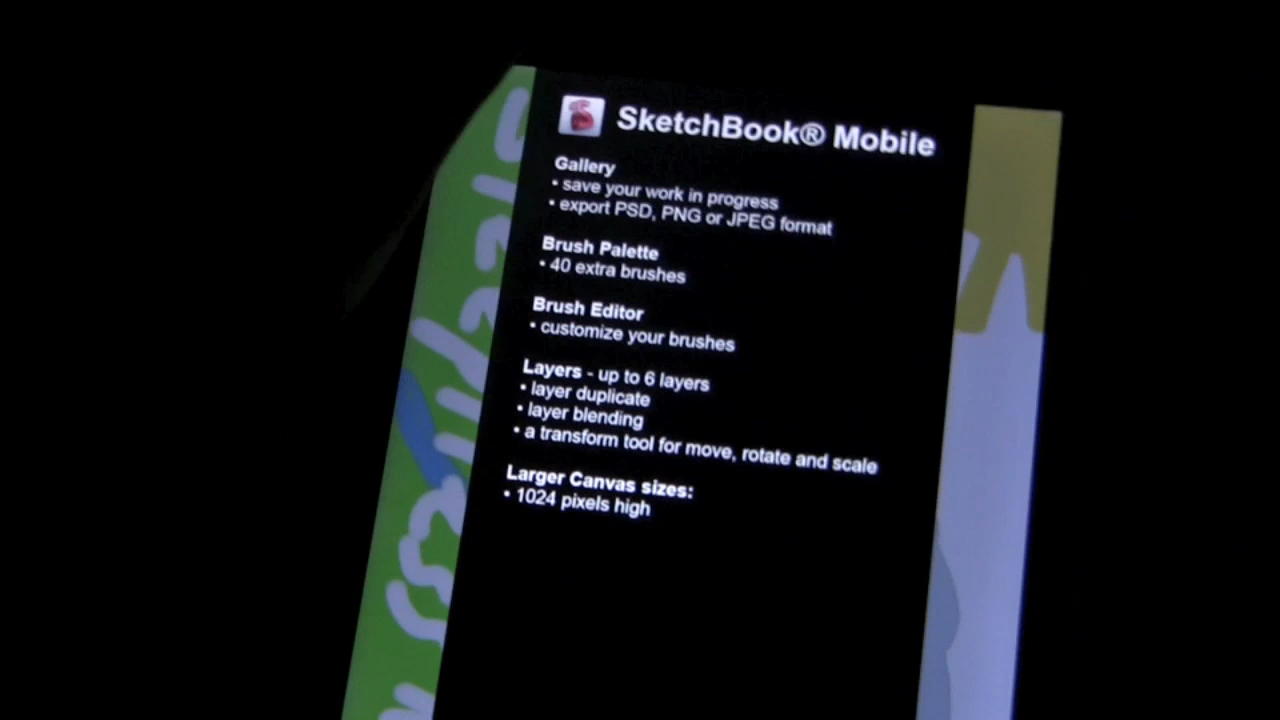 SketchBook® Mobile
Gallery
• save your work in progress
• export PSD, PNG or JPEG format
Brush Palette
• 40 extra brushes
Brush Editor
• customize your brushes
Layers - up to 6 layers
• layer duplicate
• layer blending
• a transform tool for move, rotate and scale
Larger Canvas sizes:
• 1024 pixels high